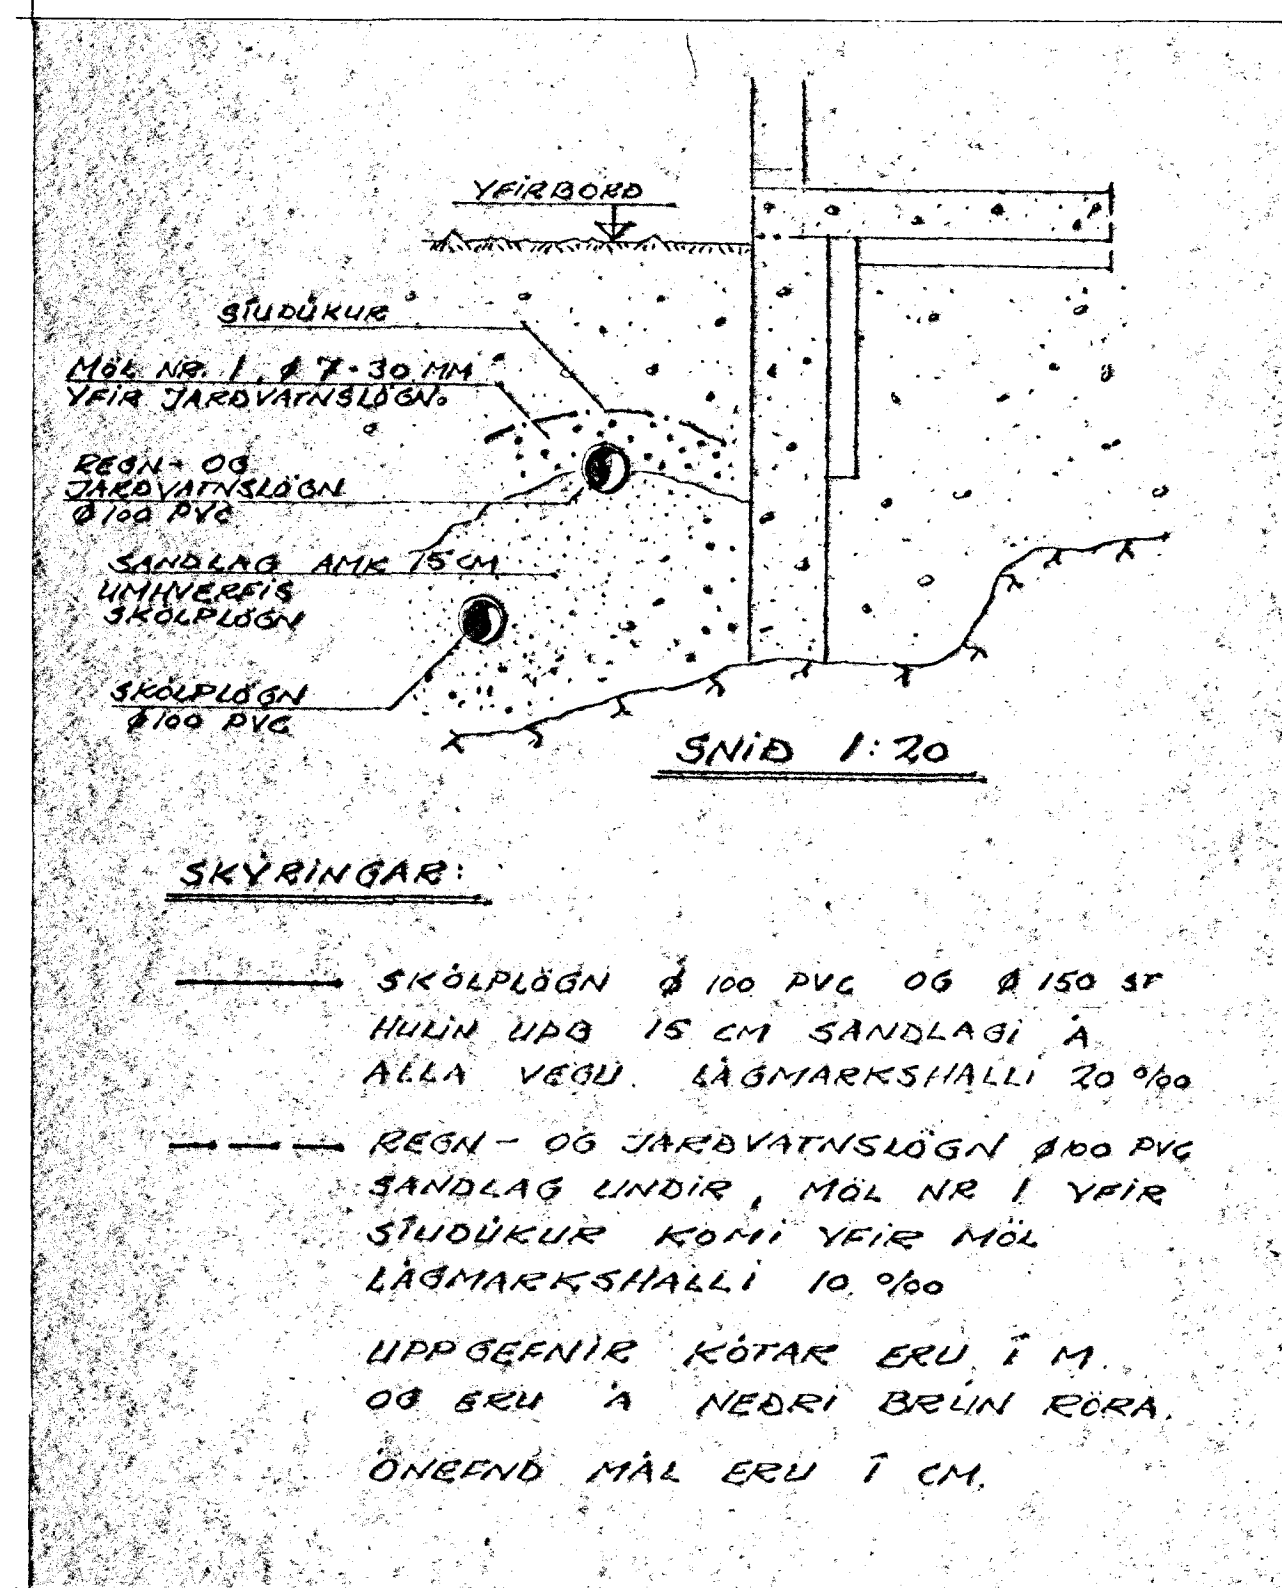 YFIRBORÐ
SÍUDÚKUR
MÖL NR. 1. ø 7-30 MM
YFIR JARÐVATNSLÖGN.
REGN- OG
JARÐVATNSLÖGN
Ø 100 PVC
SANDLAG AMK 15 CM
UMHVERFIS
SKÓLPLÖGN
SKÓLPLÖGN
ø 100 PVC
SNIÐ 1:20
SKÝRINGAR:
SKÓLPLÖGN ø 100 PVC OG ø 150 ST
HULIN 15 CM SANDLAGI Á
ALLA VEGU. LÁGMARKSHALLI 20 ‰
REGN- OG JARÐVATNSLÖGN ø100 PVC
SANDLAG UNDIR, MÖL NR 1 YFIR
SÍUDÚKUR KOMI YFIR MÖL
LÁGMARKSHALLI 10 ‰
UPPGEFNIR KÓTAR ERU Í M.
OG ERU Á NEÐRI BRÚN RÖRA.
ÓNEFND MÁL ERU Í CM.